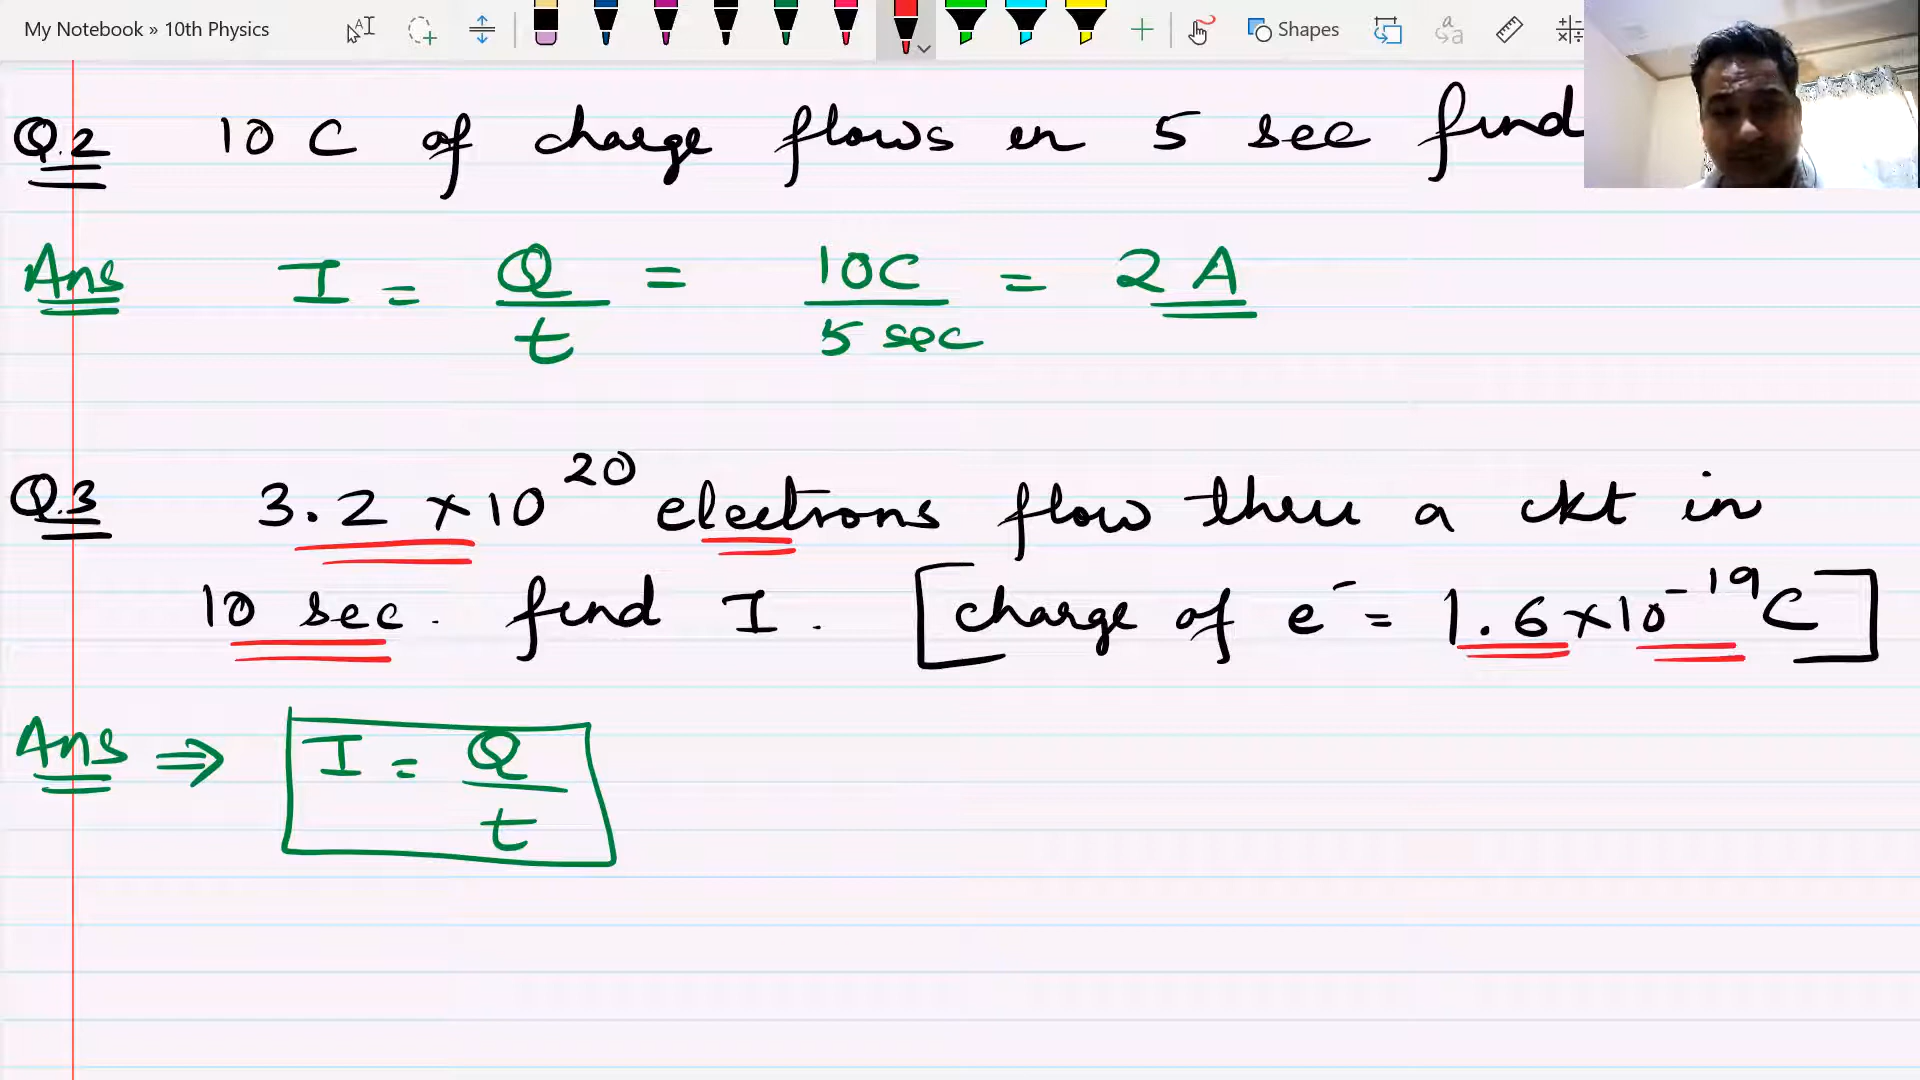 My Notebook » 10th Physics
Shapes
Q.2 10 C of charge flows in 5 sec find
Ans I = Q/t = 10C/5 sec = 2 A
Q.3 3.2 × 10^20 electrons flow thru a ckt in
10 sec. find I. [charge of e⁻ = 1.6×10^-19 C]
Ans ⇒ I = Q/t